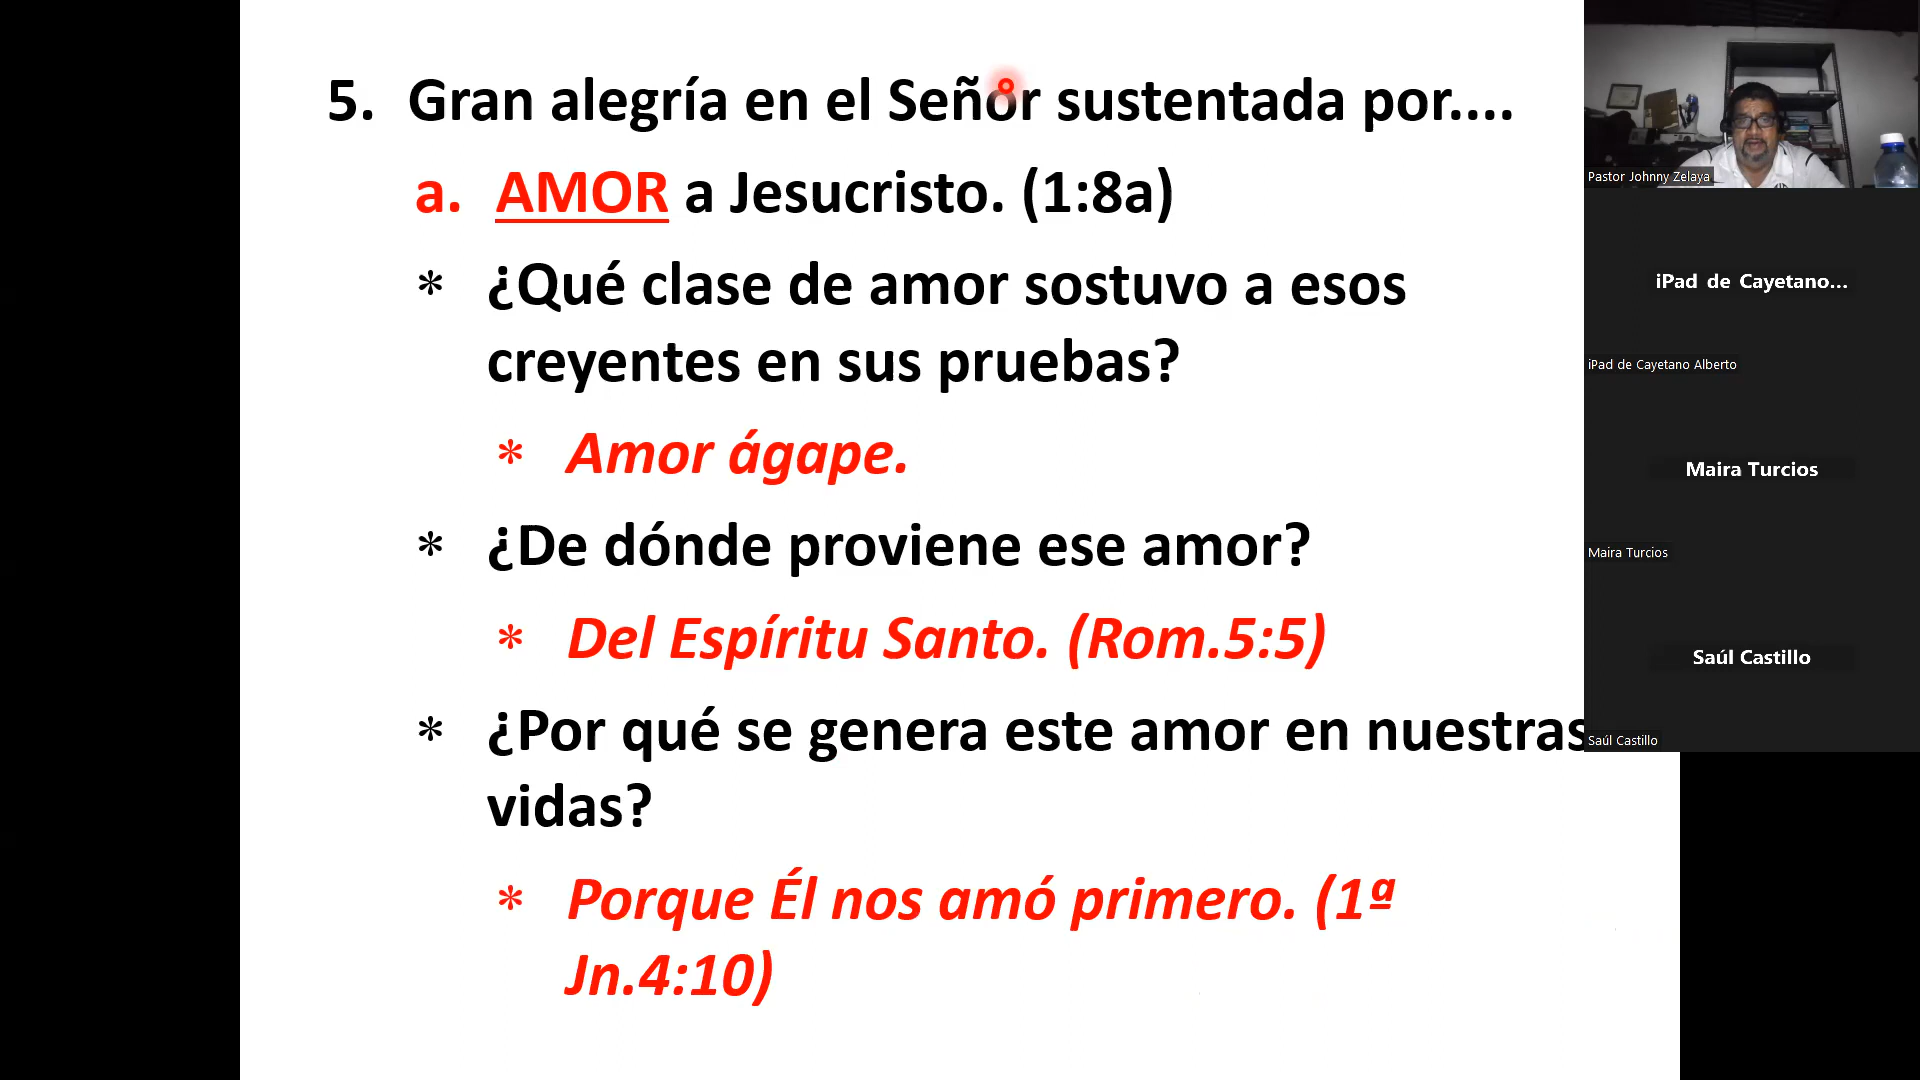 5. Gran alegría en el Señor sustentada por....
a. AMOR a Jesucristo. (1:8a)
* ¿Qué clase de amor sostuvo a esos
creyentes en sus pruebas?
* Amor ágape.
* ¿De dónde proviene ese amor?
* Del Espíritu Santo. (Rom.5:5)
* ¿Por qué se genera este amor en nuestras
vidas?
* Porque Él nos amó primero. (1ª
Jn.4:10)
Pastor Johnny Zelaya
iPad de Cayetano...
iPad de Cayetano Alberto
Maira Turcios
Maira Turcios
Saúl Castillo
Saúl Castillo